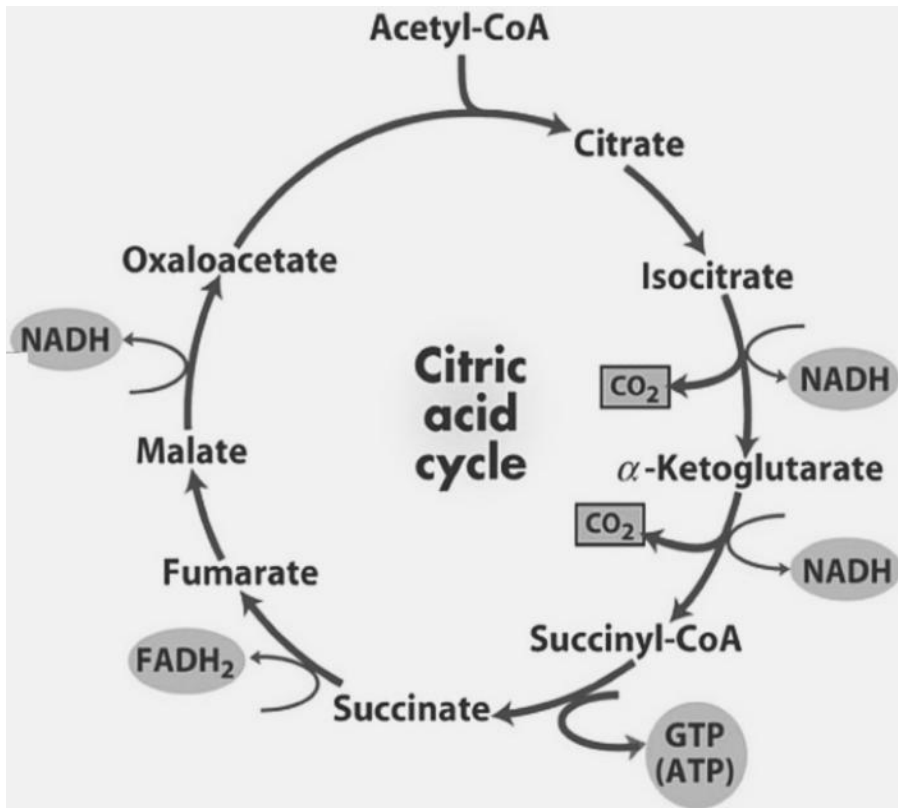 Acetyl-CoA
Citrate
Oxaloacetate
Isocitrate
NADH
Citric
acid
cycle
CO₂
NADH
Malate
α-Ketoglutarate
CO₂
NADH
Fumarate
Succinyl-CoA
FADH₂
Succinate
GTP
(ATP)